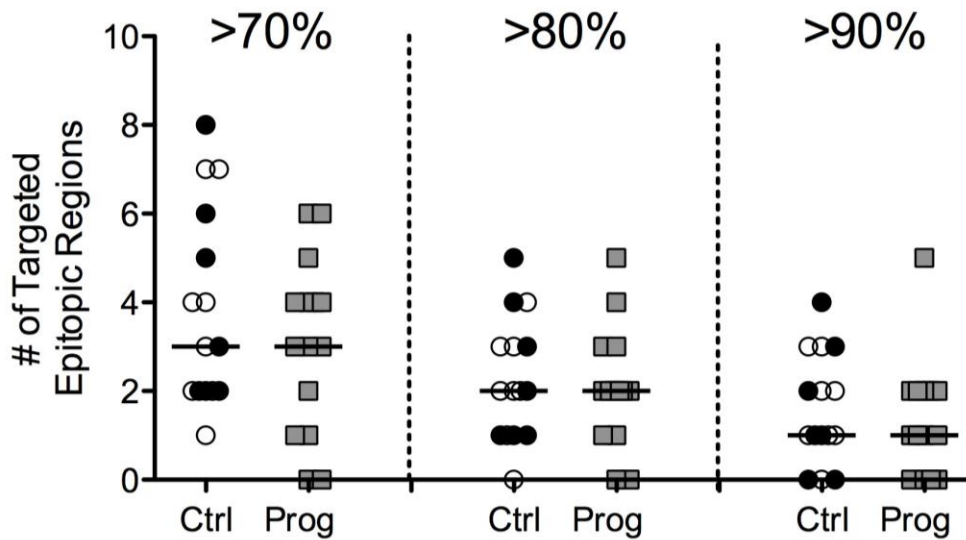 >70% >80% >90%
# of Targeted
Epitopic Regions
10
8
6
4
2
0
Ctrl Prog Ctrl Prog Ctrl Prog